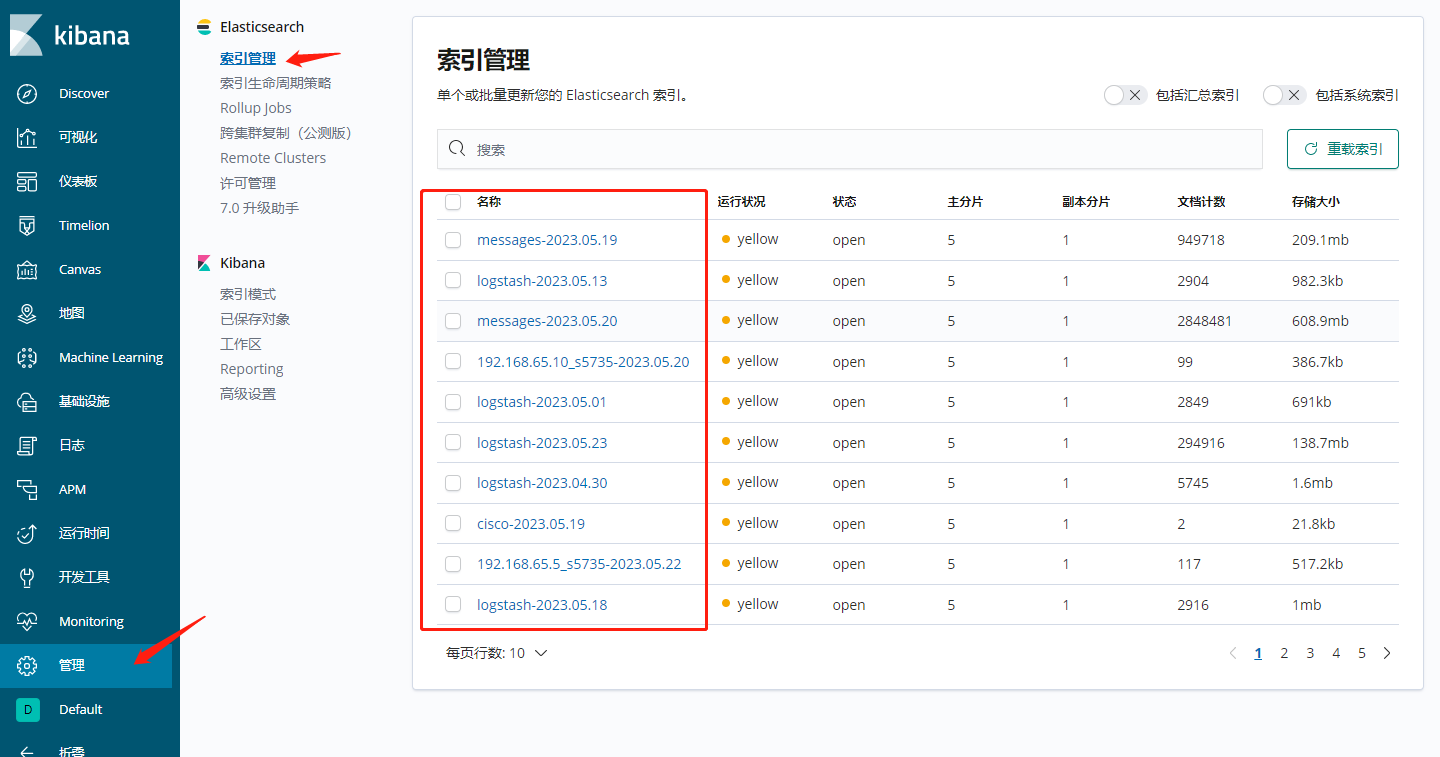 kibana
Discover
可视化
仪表板
Timelion
Canvas
地图
Machine Learning
基础设施
日志
APM
运行时间
开发工具
Monitoring
管理
D Default
折叠
Elasticsearch
索引管理
索引生命周期策略
Rollup Jobs
跨集群复制（公测版）
Remote Clusters
许可管理
7.0 升级助手
Kibana
索引模式
已保存对象
工作区
Reporting
高级设置
索引管理
单个或批量更新您的 Elasticsearch 索引。 包括汇总索引 包括系统索引
搜索 重载索引
名称 运行状况 状态 主分片 副本分片 文档计数 存储大小
messages-2023.05.19 yellow open 5 1 949718 209.1mb
logstash-2023.05.13 yellow open 5 1 2904 982.3kb
messages-2023.05.20 yellow open 5 1 2848481 608.9mb
192.168.65.10_s5735-2023.05.20 yellow open 5 1 99 386.7kb
logstash-2023.05.01 yellow open 5 1 2849 691kb
logstash-2023.05.23 yellow open 5 1 294916 138.7mb
logstash-2023.04.30 yellow open 5 1 5745 1.6mb
cisco-2023.05.19 yellow open 5 1 2 21.8kb
192.168.65.5_s5735-2023.05.22 yellow open 5 1 117 517.2kb
logstash-2023.05.18 yellow open 5 1 2916 1mb
每页行数: 10 1 2 3 4 5